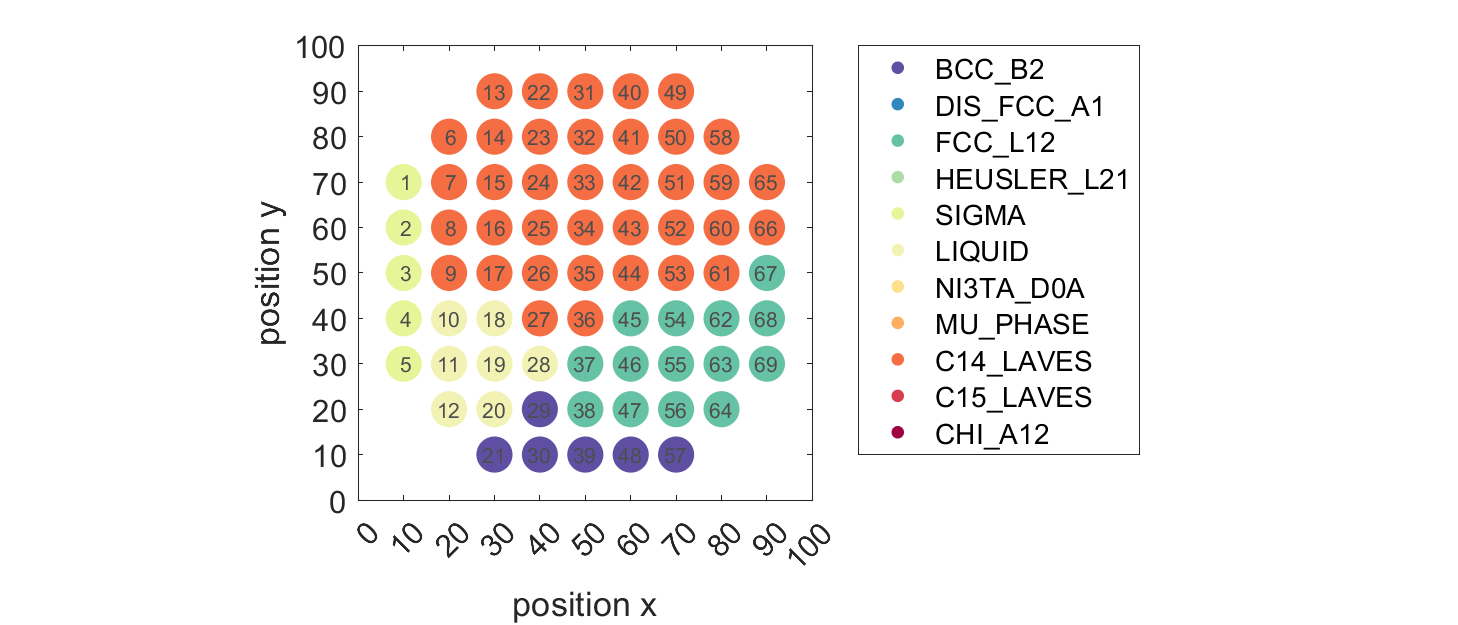 100
90 13 22 31 40 49
80 6 14 23 32 41 50 58
70 1 7 15 24 33 42 51 59 65
60 2 8 16 25 34 43 52 60 66
50 3 9 17 26 35 44 53 61 67
40 4 10 18 27 36 45 54 62 68
30 5 11 19 28 37 46 55 63 69
20 12 20 29 38 47 56 64
10 21 30 39 48 57
0
0 10 20 30 40 50 60 70 80 90 100
position x
position y
BCC_B2
DIS_FCC_A1
FCC_L12
HEUSLER_L21
SIGMA
LIQUID
NI3TA_D0A
MU_PHASE
C14_LAVES
C15_LAVES
CHI_A12